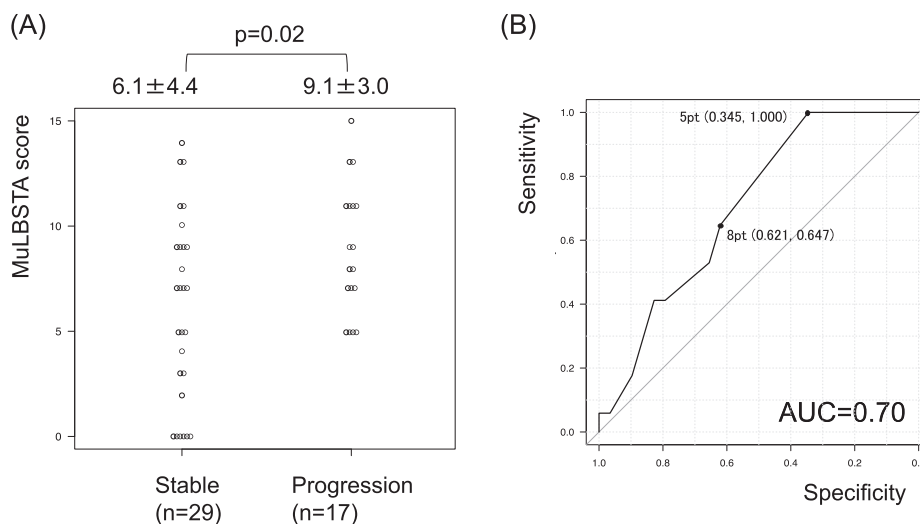 (A)
p=0.02
6.1±4.4
9.1±3.0
MuLBSTA score
15
10
5
0
Stable
(n=29)
Progression
(n=17)
(B)
Sensitivity
1.0
0.8
0.6
0.4
0.2
0.0
5pt (0.345, 1.000)
8pt (0.621, 0.647)
AUC=0.70
1.0 0.8 0.6 0.4 0.2
Specificity